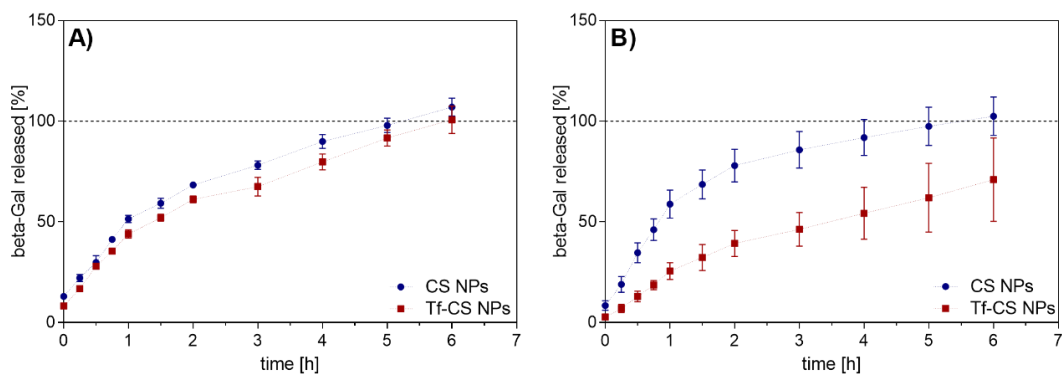 A)
beta-Gal released [%]
150
100
50
0
CS NPs
Tf-CS NPs
0 1 2 3 4 5 6 7
time [h]
B)
beta-Gal released [%]
150
100
50
0
CS NPs
Tf-CS NPs
0 1 2 3 4 5 6 7
time [h]